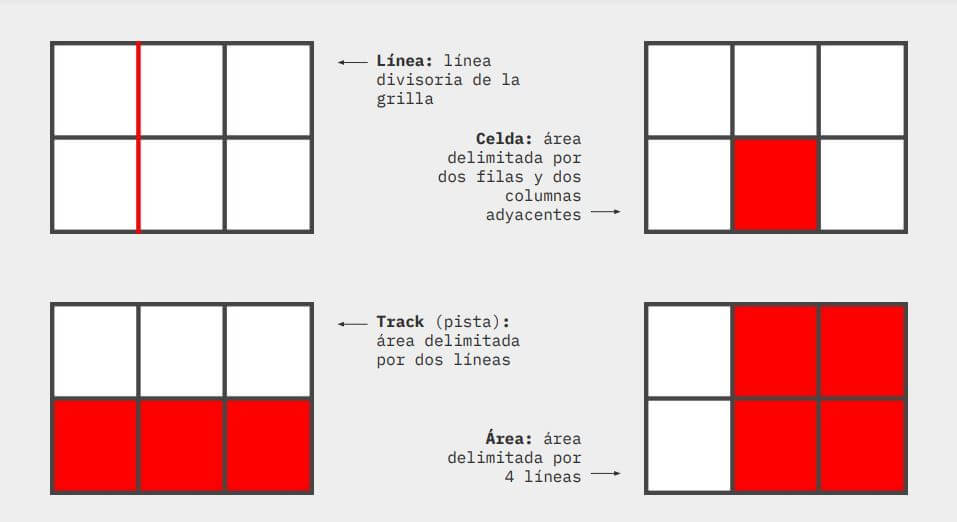 Línea: línea
divisoria de la
grilla
Celda: área
delimitada por
dos filas y dos
columnas
adyacentes
Track (pista):
área delimitada
por dos líneas
Área: área
delimitada por
4 líneas